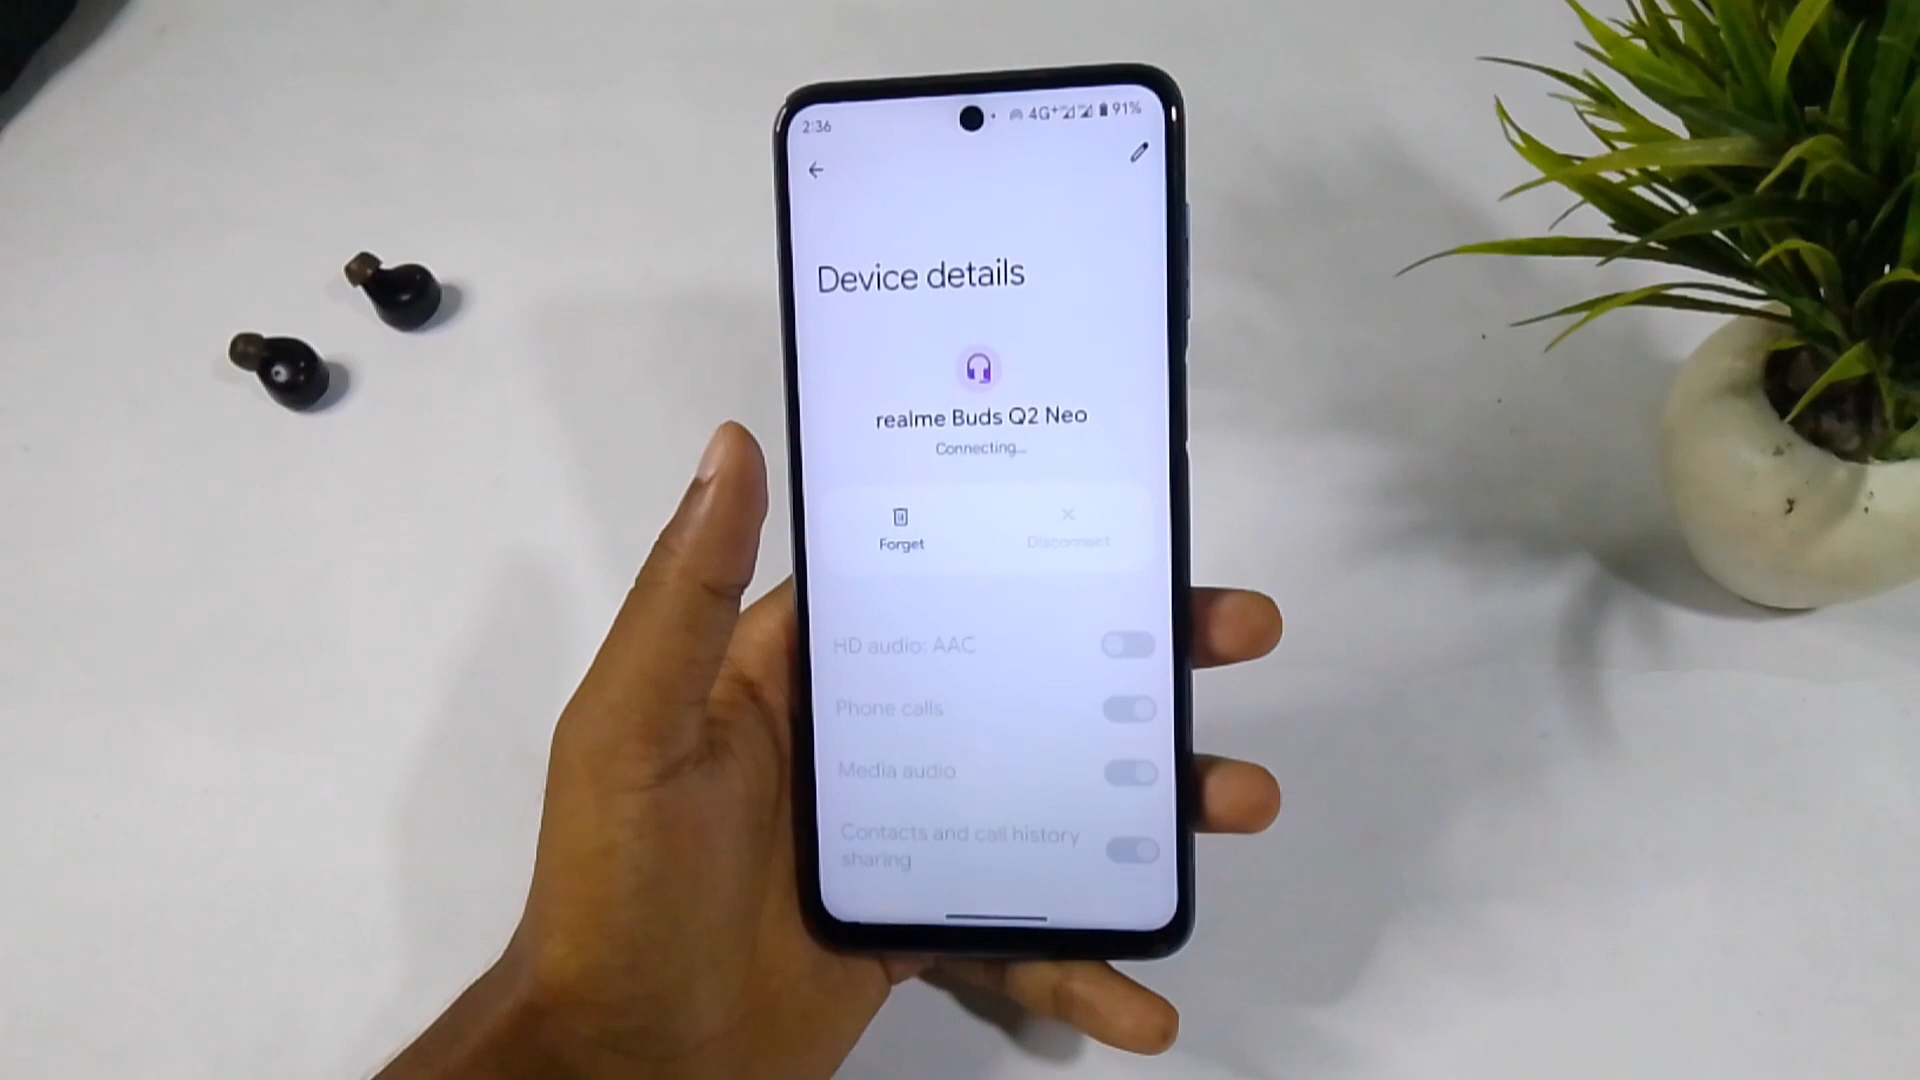 2:36
4G+ 91%
Device details
realme Buds Q2 Neo
Connecting...
Forget
Disconnect
HD audio: AAC
Phone calls
Media audio
Contacts and call history
sharing